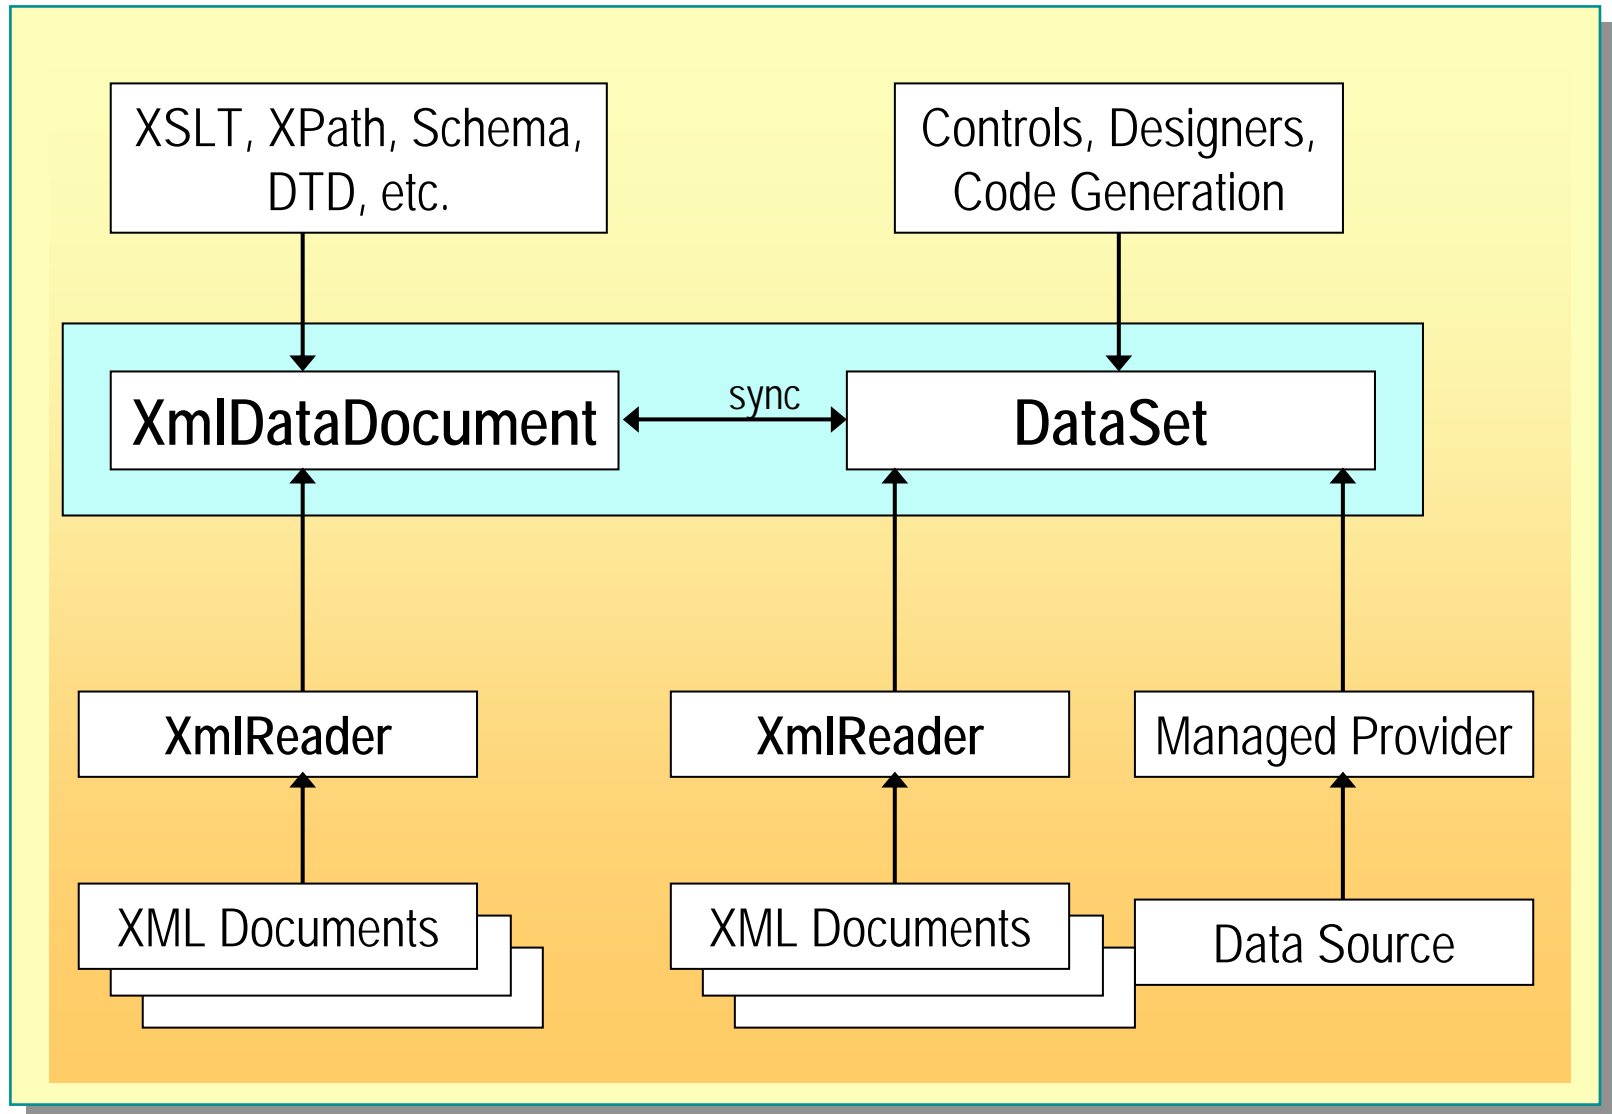 XSLT, XPath, Schema,
DTD, etc.
Controls, Designers,
Code Generation
XmlDataDocument
sync
DataSet
XmlReader
XmlReader
Managed Provider
XML Documents
XML Documents
Data Source